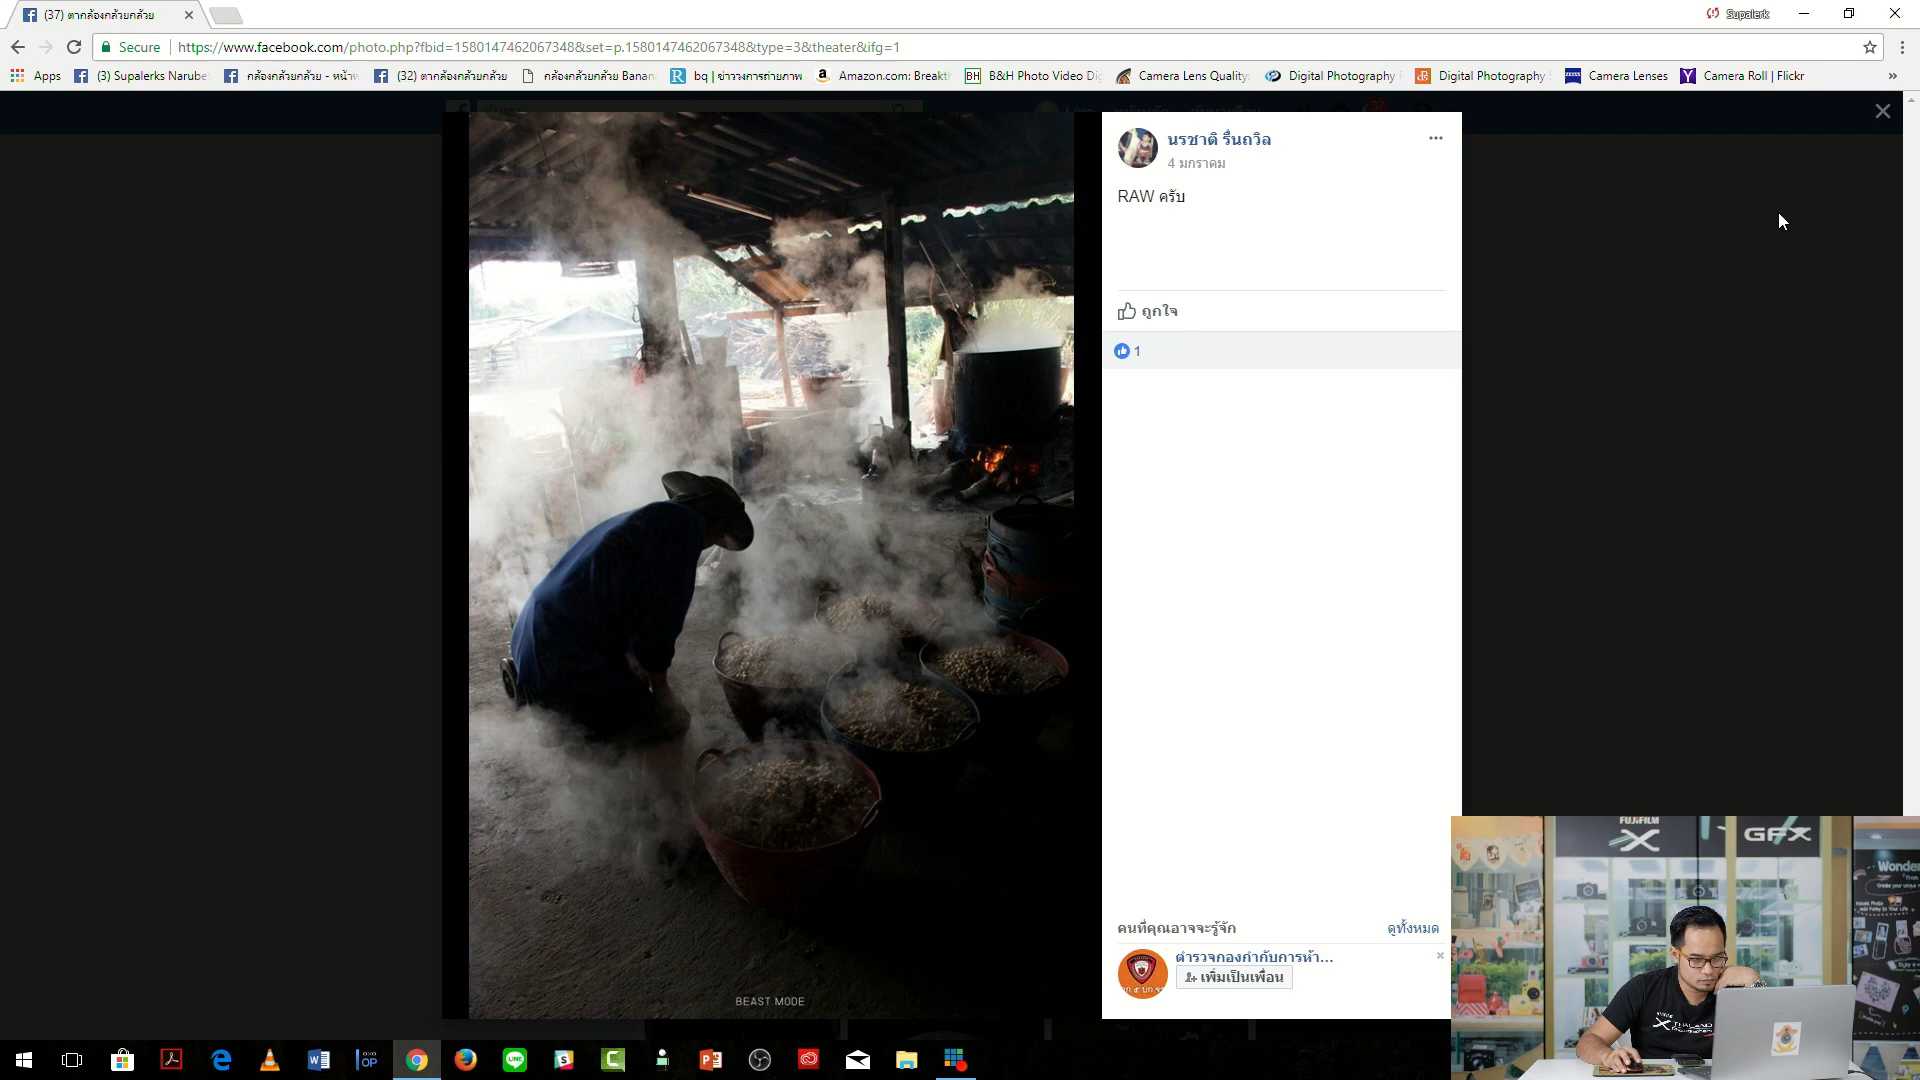 (37) ตากล้องกล้วยกล้วย
Supalerk
Secure
https://www.facebook.com/photo.php?fbid=1580147462067348&set=p.1580147462067348&type=3&theater&ifg=1
Apps
(3) Supalerks Narube
กล้องกล้วยกล้วย - หน้า
(32) ตากล้องกล้วยกล้วย
กล้องกล้วยกล้วย Banan
bq | ข่าววงการถ่ายภาพ
Amazon.com: Breakt
B&H Photo Video Dig
Camera Lens Quality:
Digital Photography
Digital Photography
Camera Lenses
Camera Roll | Flickr
37
นรชาติ รื่นถวิล
4 มกราคม
RAW ครับ
ถูกใจ
1
คนที่คุณอาจจะรู้จัก
ดูทั้งหมด
ตำรวจกองกำกับการห้า...
เพิ่มเป็นเพื่อน
BEAST MODE
FUJIFILM
X
GFX
Wonder
THAILAND